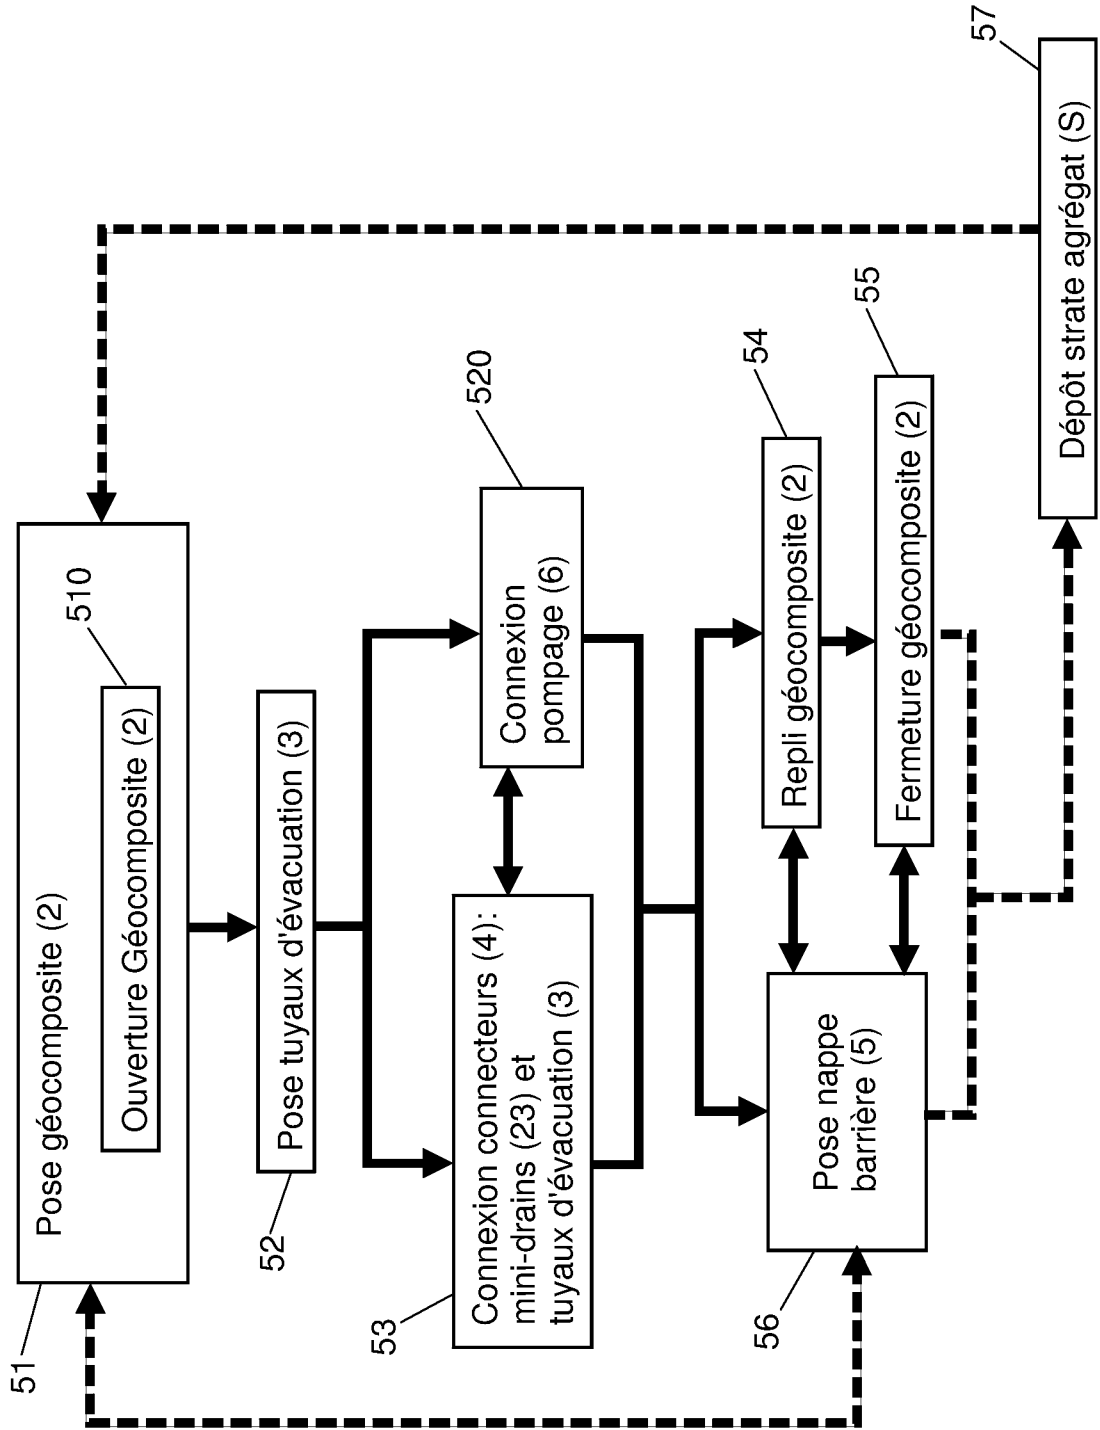 51
Pose géocomposite (2)
510
Ouverture Géocomposite (2)
52
Pose tuyaux d'évacuation (3)
53
Connexion connecteurs (4):
mini-drains (23) et
tuyaux d'évacuation (3)
520
Connexion
pompage (6)
54
Repli géocomposite (2)
55
Fermeture géocomposite (2)
56
Pose nappe
barrière (5)
57
Dépôt strate agrégat (S)